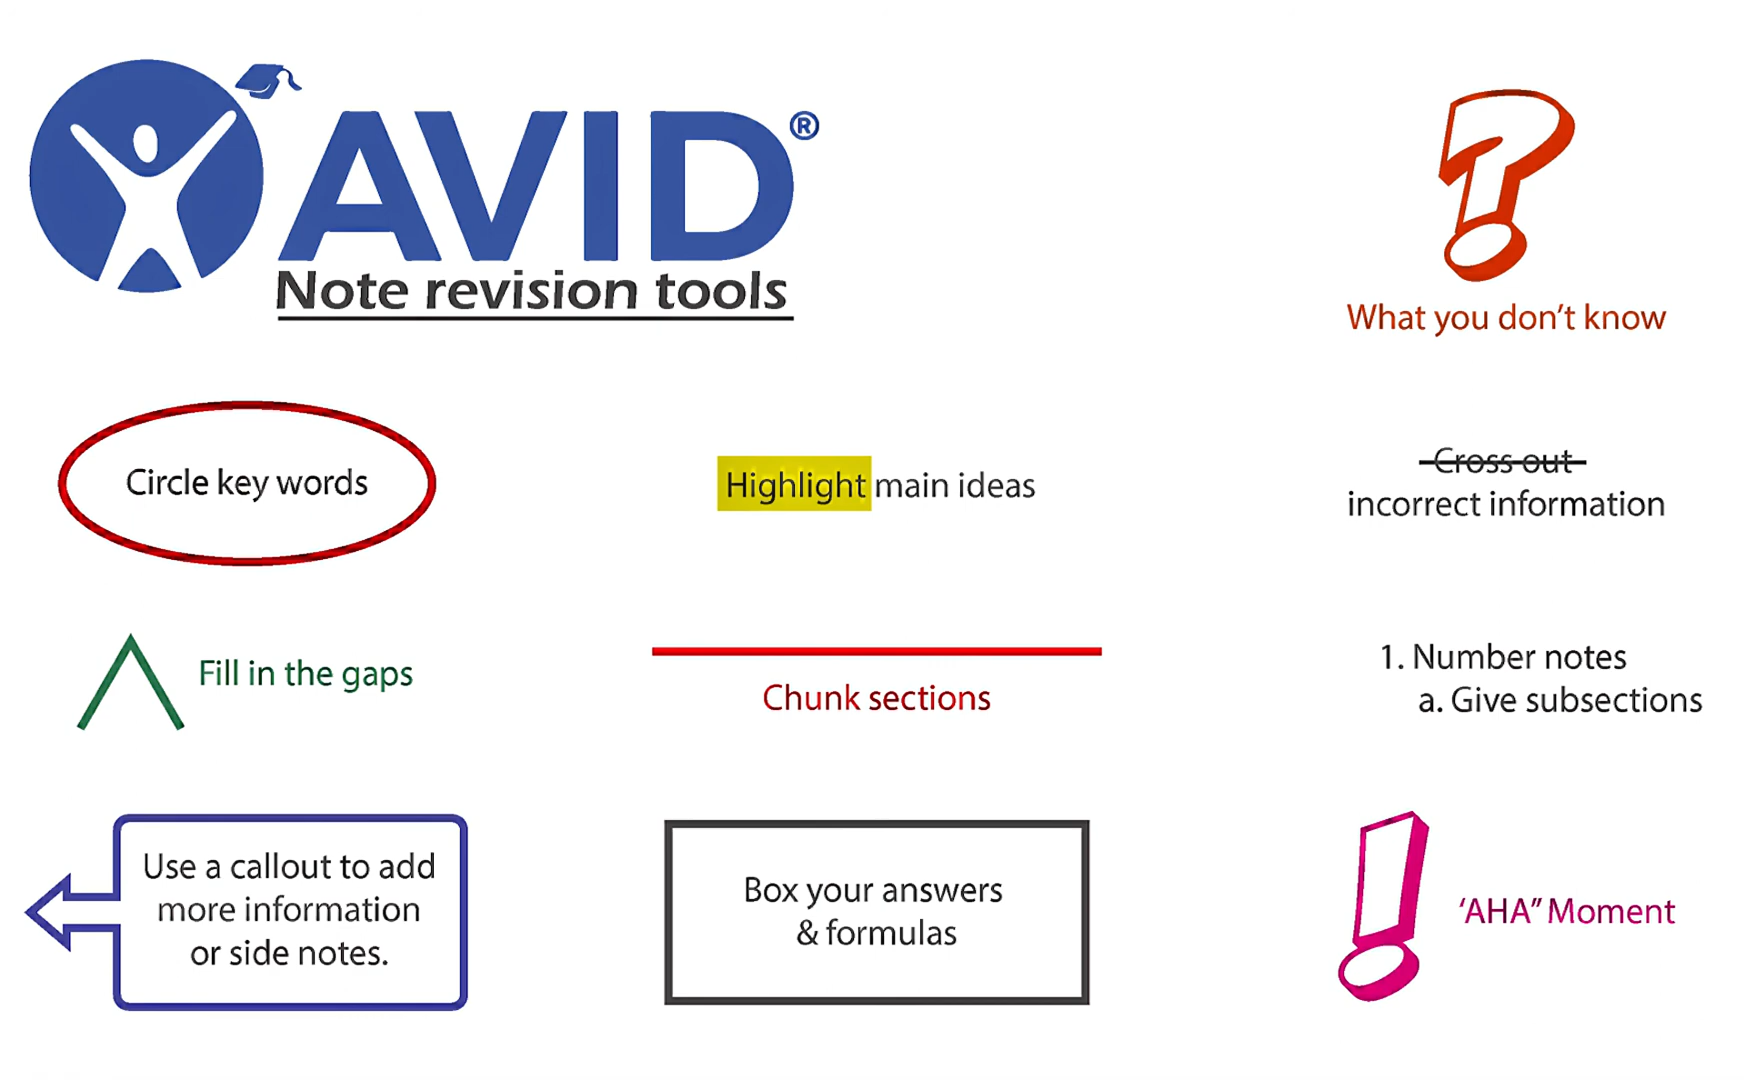 AVID®
Note revision tools
What you don't know
Circle key words
Highlight main ideas
Cross out
incorrect information
Fill in the gaps
Chunk sections
1. Number notes
a. Give subsections
Use a callout to add
more information
or side notes.
Box your answers
& formulas
‘AHA” Moment